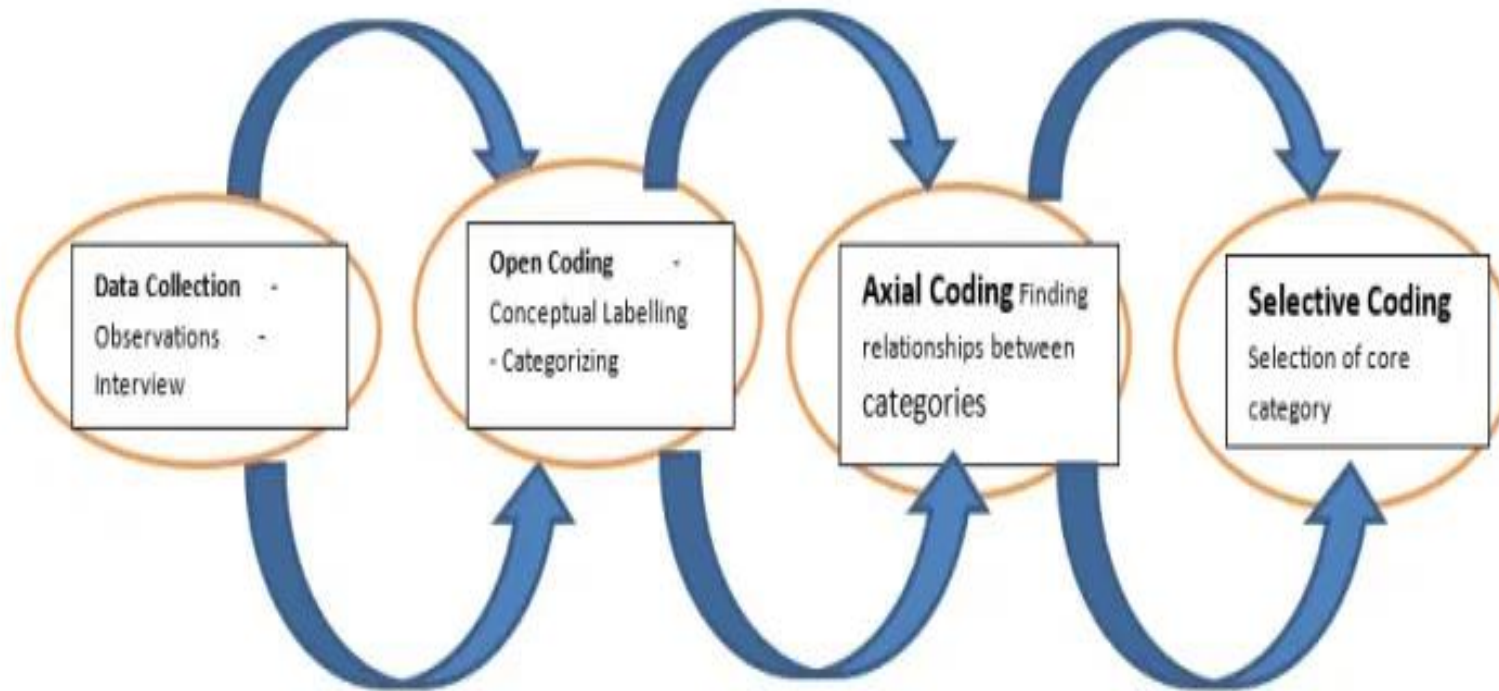 Data Collection -
Observations -
Interview
Open Coding -
Conceptual Labelling
- Categorizing
Axial Coding Finding
relationships between
categories
Selective Coding
Selection of core
category